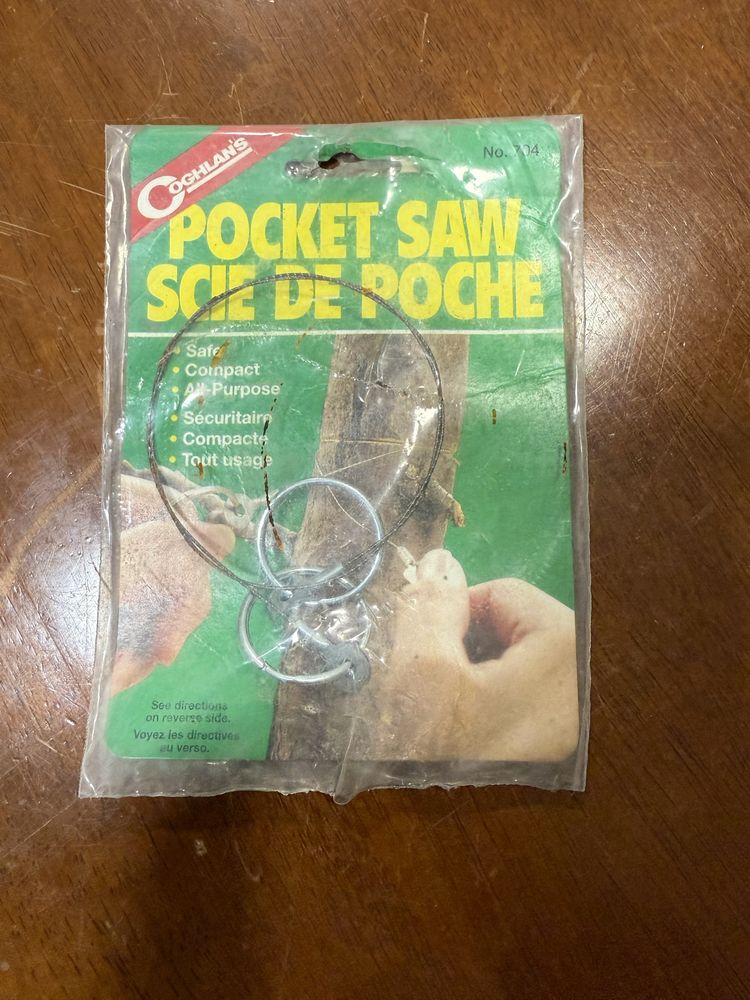 COGHLAN'S
No. 704
POCKET SAW
SCIE DE POCHE
• Safe
• Compact
• All-Purpose
• Sécuritaire
• Compacte
• Tout usage
See directions
on reverse side.
Voyez les directives
au verso.